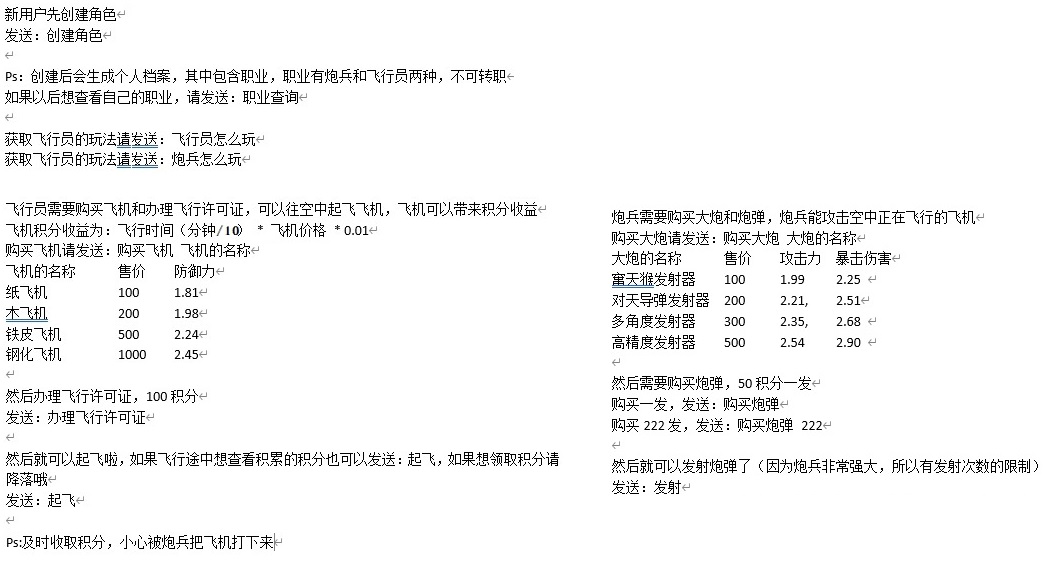 新用户先创建角色
发送：创建角色
Ps：创建后会生成个人档案，其中包含职业，职业有炮兵和飞行员两种，不可转职
如果以后想查看自己的职业，请发送：职业查询
获取飞行员的玩法请发送：飞行员怎么玩
获取飞行员的玩法请发送：炮兵怎么玩
飞行员需要购买飞机和办理飞行许可证，可以往空中起飞飞机，飞机可以带来积分收益
飞机积分收益为：飞行时间（分钟/10） * 飞机价格 * 0.01
购买飞机请发送：购买飞机 飞机的名称
飞机的名称 售价 防御力
纸飞机 100 1.81
木飞机 200 1.98
铁皮飞机 500 2.24
钢化飞机 1000 2.45
然后办理飞行许可证，100 积分
发送：办理飞行许可证
然后就可以起飞啦，如果飞行途中想查看积累的积分也可以发送：起飞，如果想领取积分请
降落哦
发送：起飞
Ps:及时收取积分，小心被炮兵把飞机打下来
炮兵需要购买大炮和炮弹，炮兵能攻击空中正在飞行的飞机
购买大炮请发送：购买大炮 大炮的名称
大炮的名称 售价 攻击力 暴击伤害
窜天猴发射器 100 1.99 2.25
对天导弹发射器 200 2.21, 2.51
多角度发射器 300 2.35, 2.68
高精度发射器 500 2.54 2.90
然后需要购买炮弹，50 积分一发
购买一发，发送：购买炮弹
购买 222 发，发送：购买炮弹 222
然后就可以发射炮弹了（因为炮兵非常强大，所以有发射次数的限制）
发送：发射